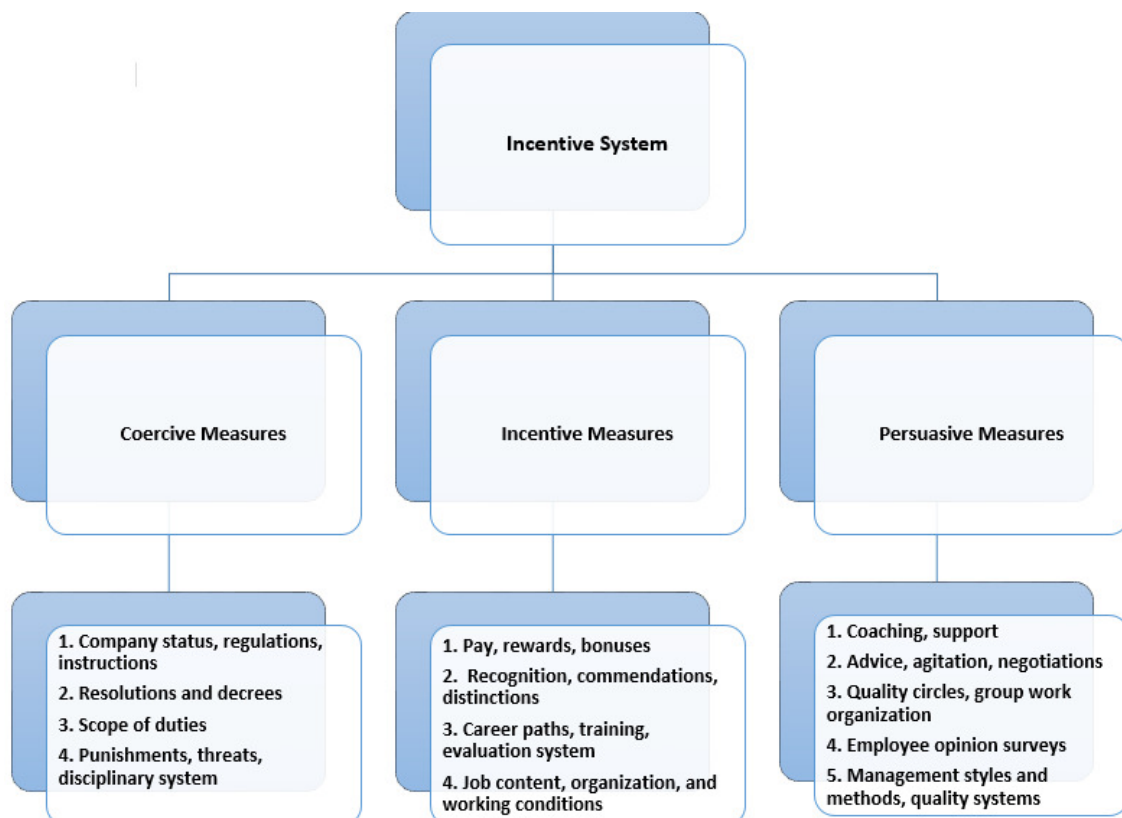 Incentive System
Coercive Measures
Incentive Measures
Persuasive Measures
1. Company status, regulations,
instructions
2. Resolutions and decrees
3. Scope of duties
4. Punishments, threats,
disciplinary system
1. Pay, rewards, bonuses
2. Recognition, commendations,
distinctions
3. Career paths, training,
evaluation system
4. Job content, organization, and
working conditions
1. Coaching, support
2. Advice, agitation, negotiations
3. Quality circles, group work
organization
4. Employee opinion surveys
5. Management styles and
methods, quality systems